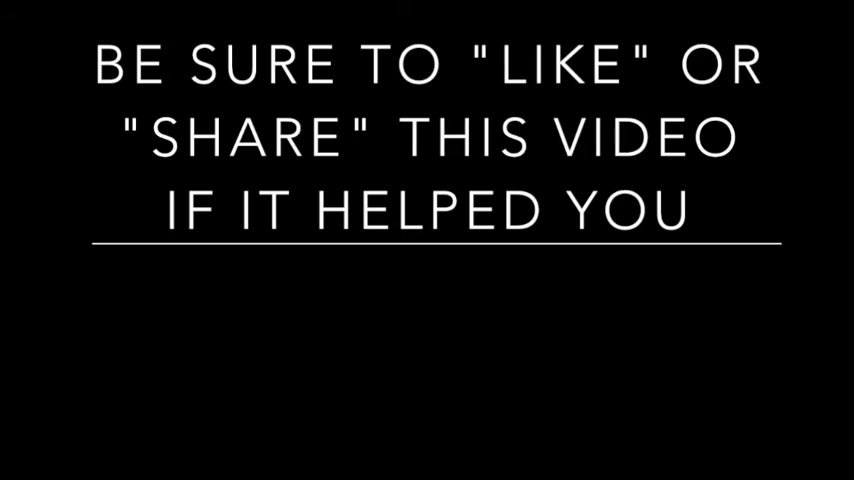 BE SURE TO "LIKE" OR
"SHARE" THIS VIDEO
IF IT HELPED YOU